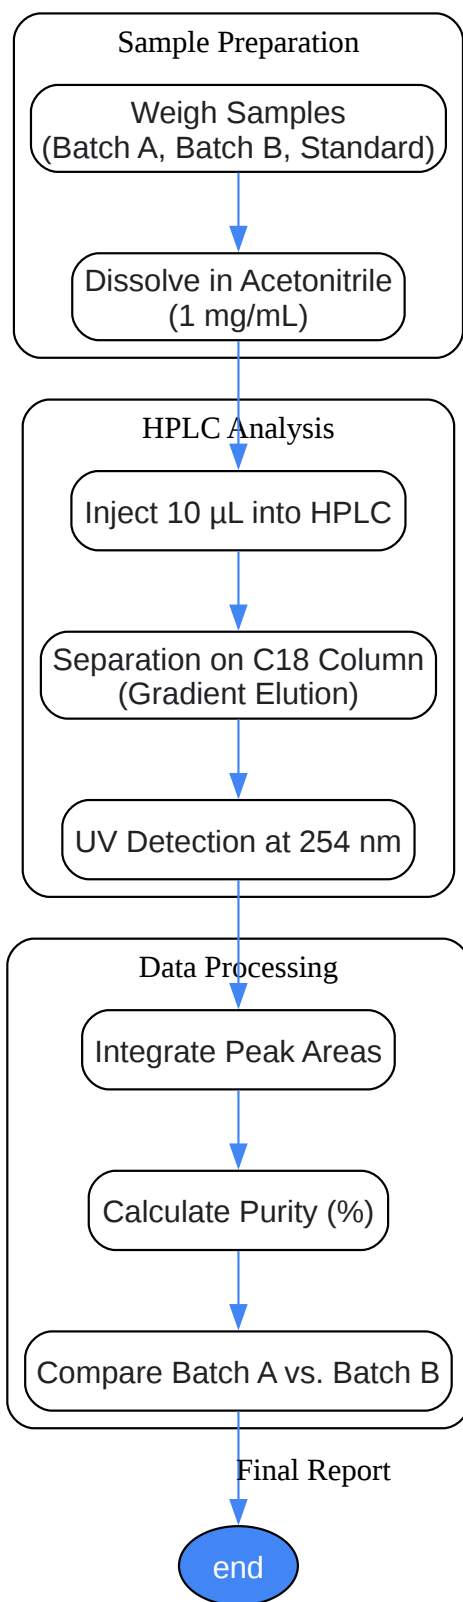 Sample Preparation
Weigh Samples
(Batch A, Batch B, Standard)
Dissolve in Acetonitrile
(1 mg/mL)
HPLC Analysis
Inject 10 µL into HPLC
Separation on C18 Column
(Gradient Elution)
UV Detection at 254 nm
Data Processing
Integrate Peak Areas
Calculate Purity (%)
Compare Batch A vs. Batch B
Final Report
end